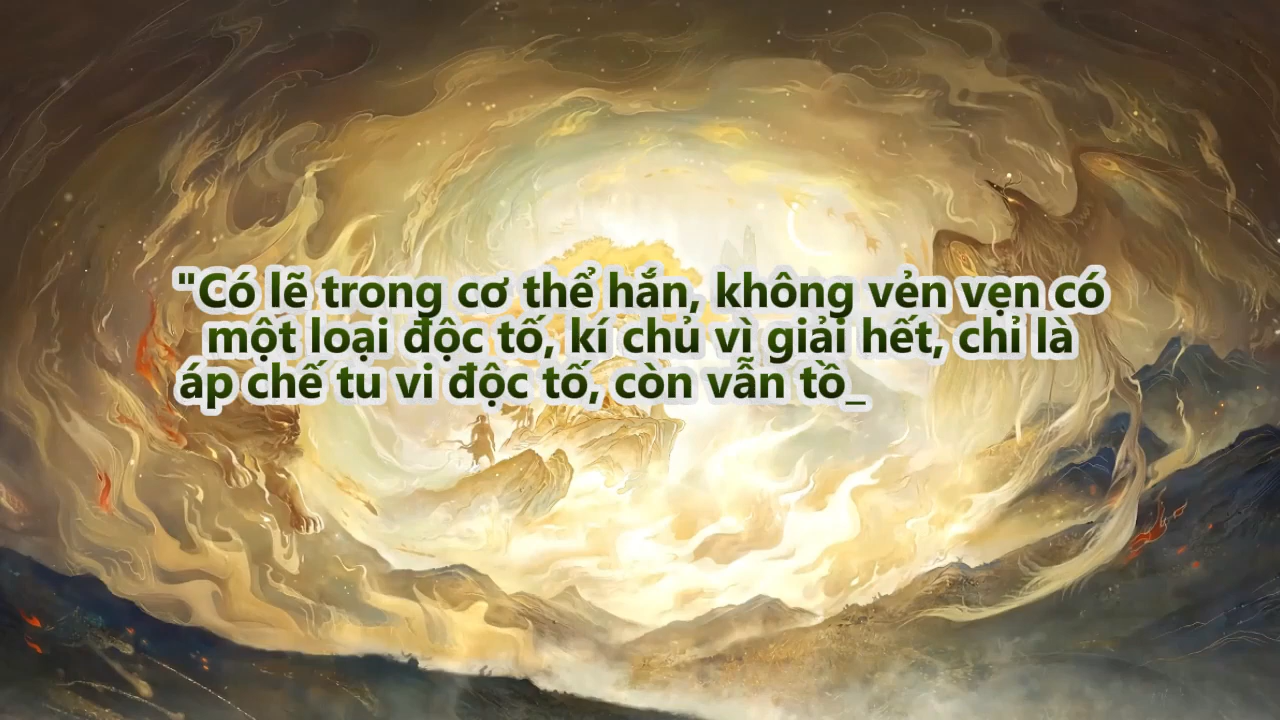 "Có lẽ trong cơ thể hắn, không vẻn vẹn có
một loại độc tố, kí chủ vì giải hết, chỉ là
áp chế tu vi độc tố, còn vẫn tồ_